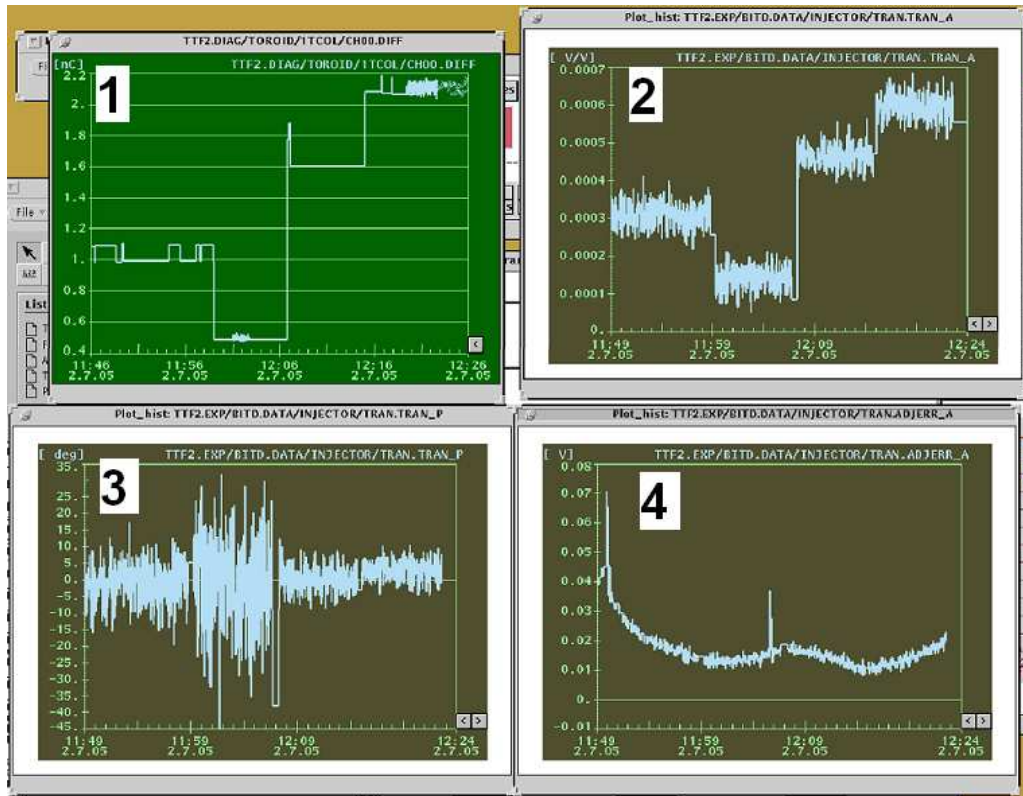 TTF2.DIAG/TOROID/1TCOL/CH00.DIFF
[nC] TTF2.DIAG/TOROID/1TCOL/CH00.DIFF
1
2.2
2.
1.8
1.6
1.4
1.2
1.
0.8
0.6
0.4
11:46 11:56 12:06 12:16 12:26
2.7.05 2.7.05 2.7.05 2.7.05 2.7.05
<
File
List
Plot_hist: TTF2.EXP/BITD.DATA/INJECTOR/TRAN.TRAN_A
[ V/V] TTF2.EXP/BITD.DATA/INJECTOR/TRAN.TRAN_A
2
0.0007
0.0006
0.0005
0.0004
0.0003
0.0002
0.0001
0.
11:49 11:59 12:09 12:24
2.7.05 2.7.05 2.7.05 2.7.05
< >
Plot_hist: TTF2.EXP/BITD.DATA/INJECTOR/TRAN.TRAN_P
[ deg] TTF2.EXP/BITD.DATA/INJECTOR/TRAN.TRAN_P
3
35.
25.
20.
15.
10.
5.
0.
-5.
-10.
-15.
-20.
-25.
-30.
-35.
-45.
11:49 11:59 12:09 12:24
2.7.05 2.7.05 2.7.05 2.7.05
< >
Plot_hist: TTF2.EXP/BITD.DATA/INJECTOR/TRAN.ADJERR_A
[ V] TTF2.EXP/BITD.DATA/INJECTOR/TRAN.ADJERR_A
4
0.08
0.07
0.06
0.05
0.04
0.03
0.02
0.01
0.
-0.01
11:49 11:59 12:09 12:24
2.7.05 2.7.05 2.7.05 2.7.05
< >